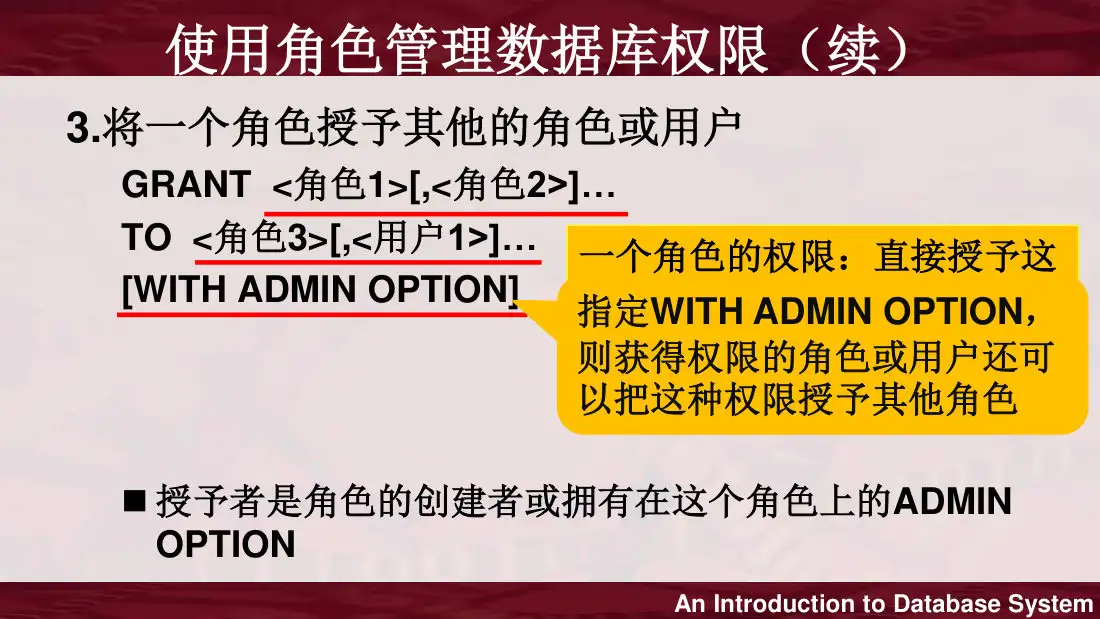 使用角色管理数据库权限（续）
3.将一个角色授予其他的角色或用户
GRANT <角色1>[,<角色2>]…
TO <角色3>[,<用户1>]…
[WITH ADMIN OPTION]
一个角色的权限：直接授予这
指定WITH ADMIN OPTION，
则获得权限的角色或用户还可
以把这种权限授予其他角色
■ 授予者是角色的创建者或拥有在这个角色上的ADMIN
OPTION
An Introduction to Database System